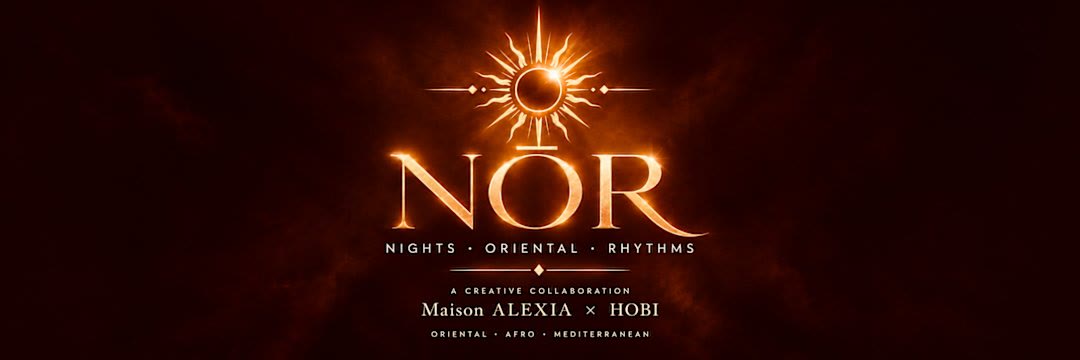 NŌR
NIGHTS · ORIENTAL · RHYTHMS
A CREATIVE COLLABORATION
Maison ALEXIA × HOBI
ORIENTAL · AFRO · MEDITERRANEAN